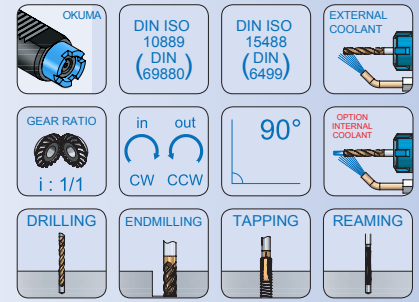 OKUMA
DIN ISO
10889
(DIN
69880)
DIN ISO
15488
(DIN
6499)
EXTERNAL
COOLANT
GEAR RATIO
i : 1/1
in out
CW CCW
90°
OPTION
INTERNAL
COOLANT
DRILLING
ENDMILLING
TAPPING
REAMING